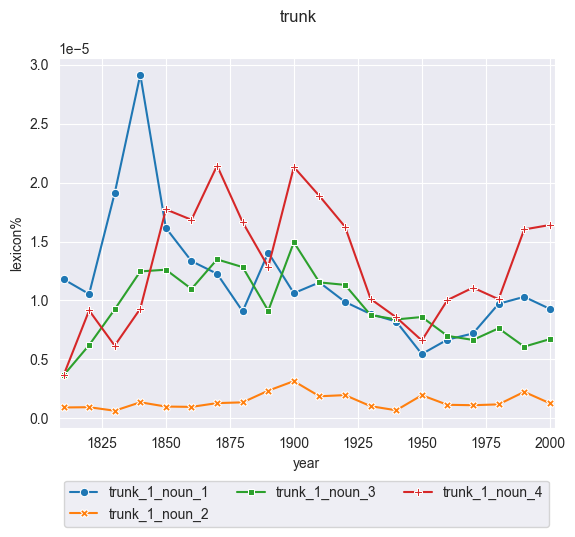 trunk
1e−5
3.0
2.5
2.0
1.5
1.0
0.5
0.0
lexicon%
1825 1850 1875 1900 1925 1950 1975 2000
year
trunk_1_noun_1 trunk_1_noun_3 trunk_1_noun_4
trunk_1_noun_2